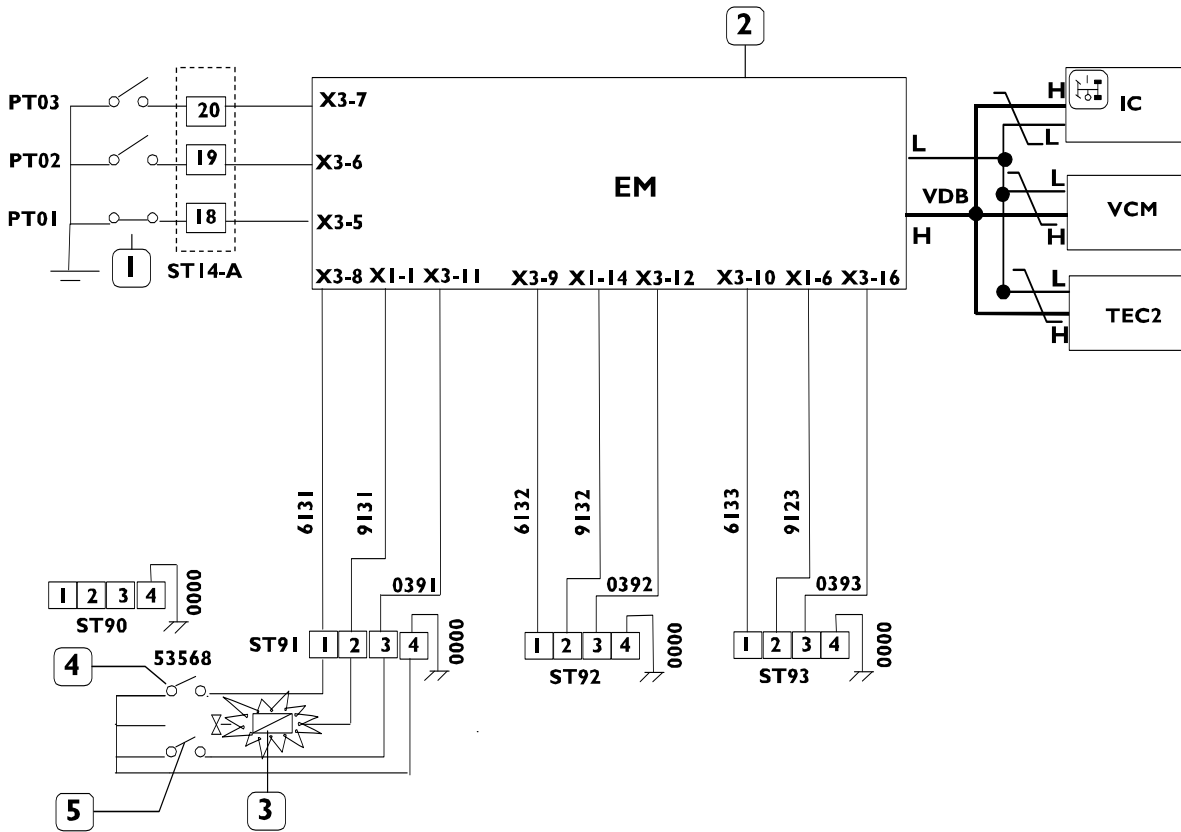 2
PT03
20
X3-7
H
IC
L
PT02
19
X3-6
L
EM
L
VDB
VCM
PT01
18
X3-5
H
H
1
ST14-A
X3-8 X1-1 X3-11
X3-9 X1-14 X3-12
X3-10 X1-6 X3-16
L
TEC2
H
6131
9131
6132
9132
6133
9123
0391
0392
0393
1 2 3 4
0000
ST90
ST91
1 2 3 4
0000
1 2 3 4
0000
ST92
1 2 3 4
0000
ST93
4
53568
5
3